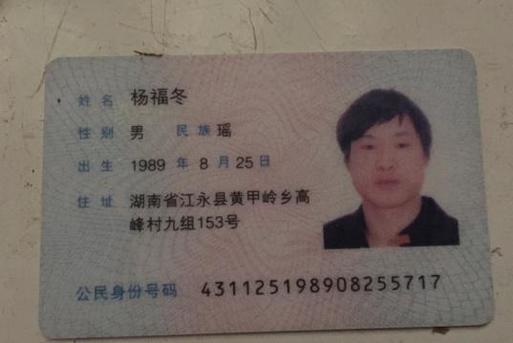 姓名 杨福冬
性别 男 民族 瑶
出生 1989 年 8 月 25 日
住址 湖南省江永县黄甲岭乡高
峰村九组153号
公民身份号码 431125198908255717